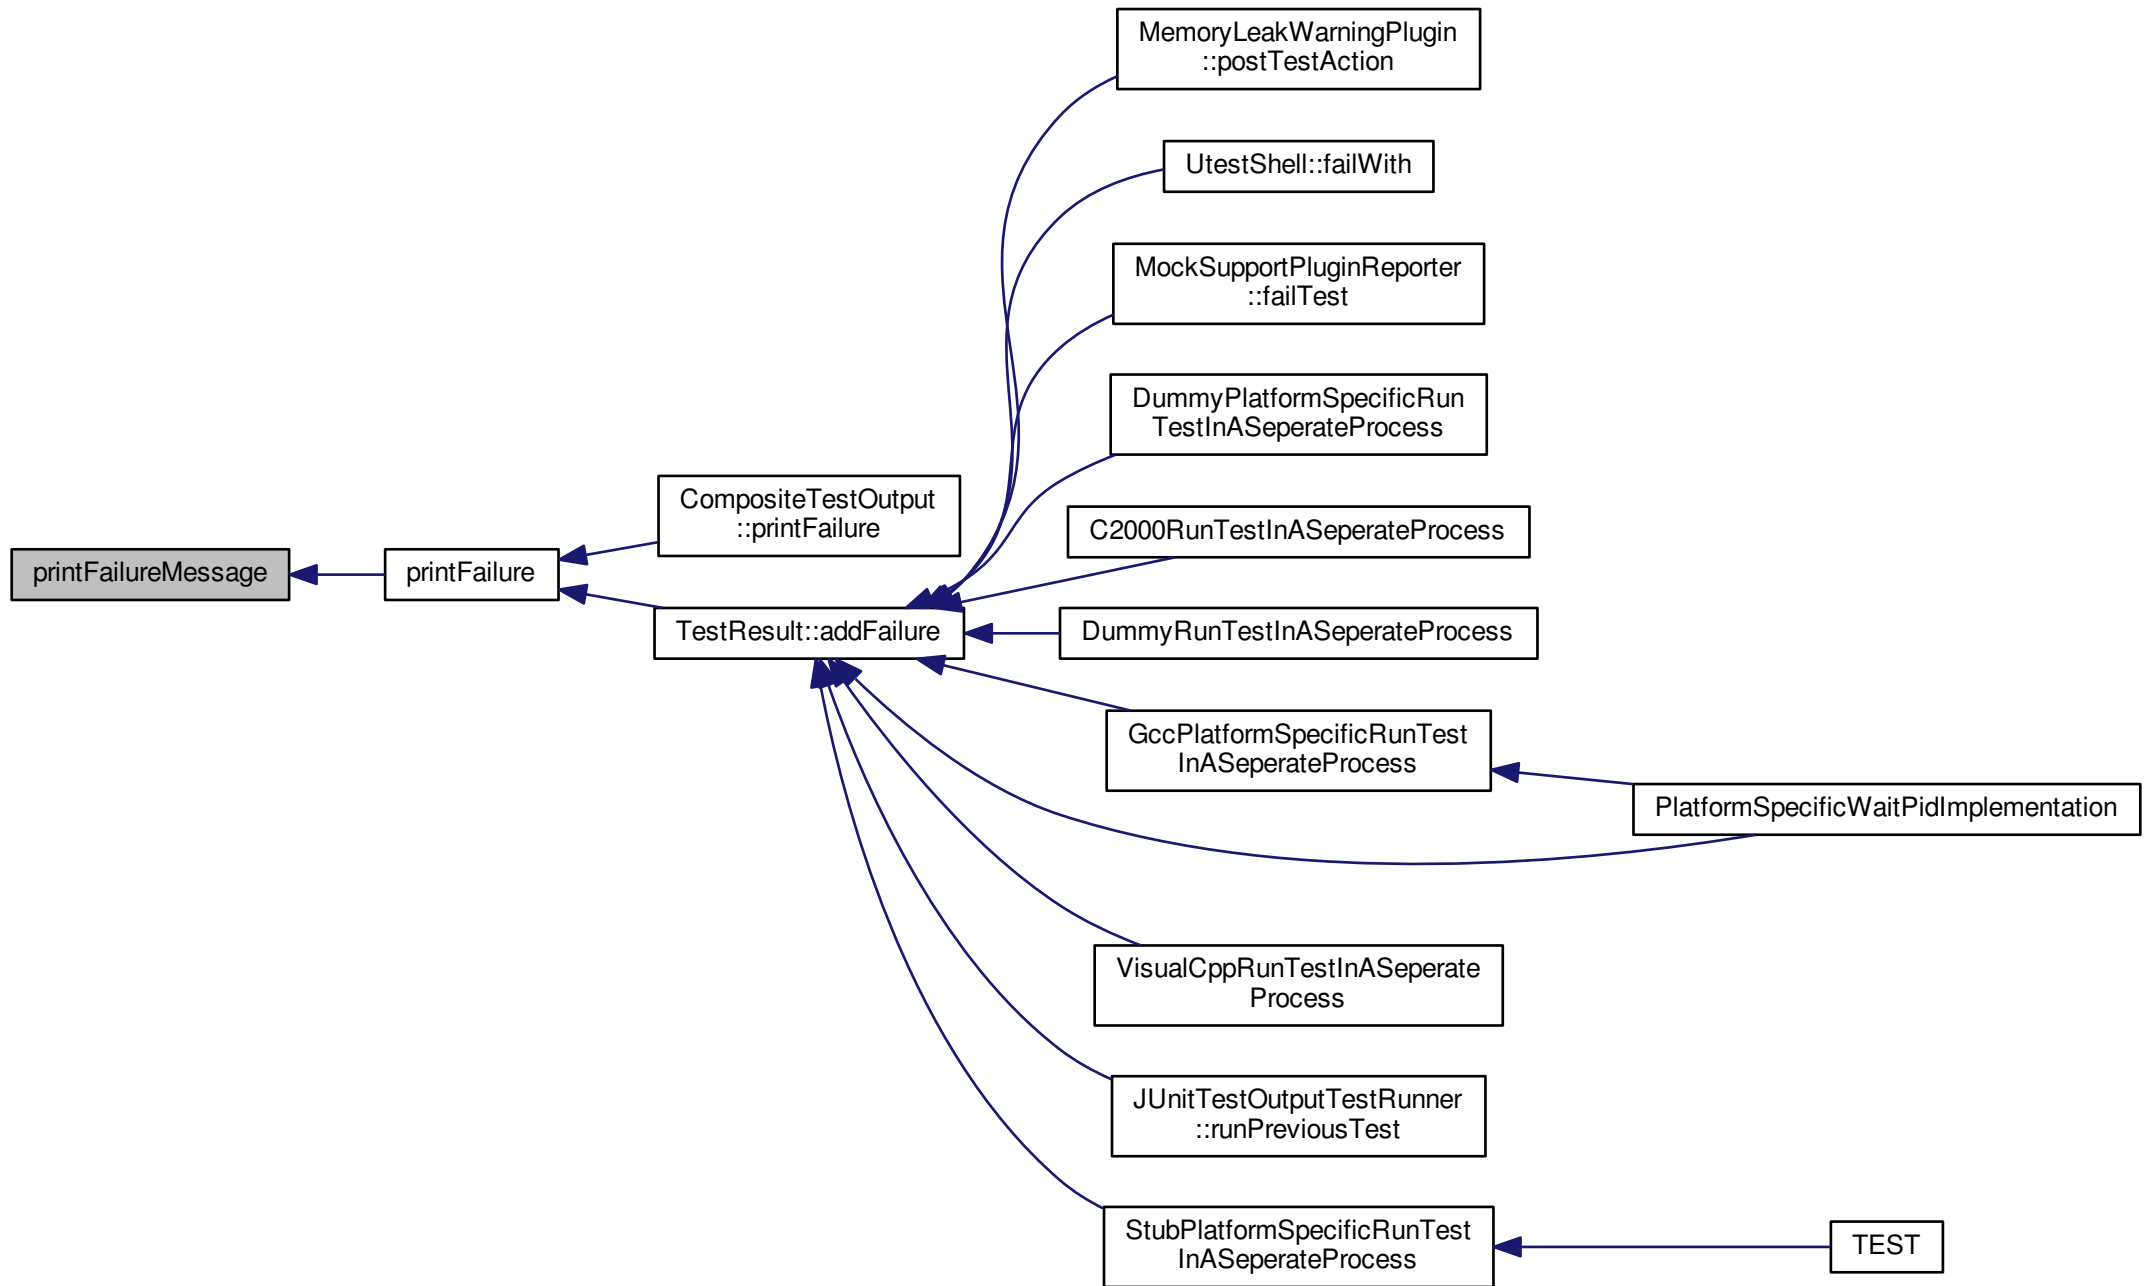 MemoryLeakWarningPlugin
::postTestAction
UtestShell::failWith
MockSupportPluginReporter
::failTest
DummyPlatformSpecificRun
TestInASeperateProcess
CompositeTestOutput
::printFailure
C2000RunTestInASeperateProcess
printFailureMessage
printFailure
TestResult::addFailure
DummyRunTestInASeperateProcess
GccPlatformSpecificRunTest
InASeperateProcess
PlatformSpecificWaitPidImplementation
VisualCppRunTestInASeperate
Process
JUnitTestOutputTestRunner
::runPreviousTest
StubPlatformSpecificRunTest
InASeperateProcess
TEST